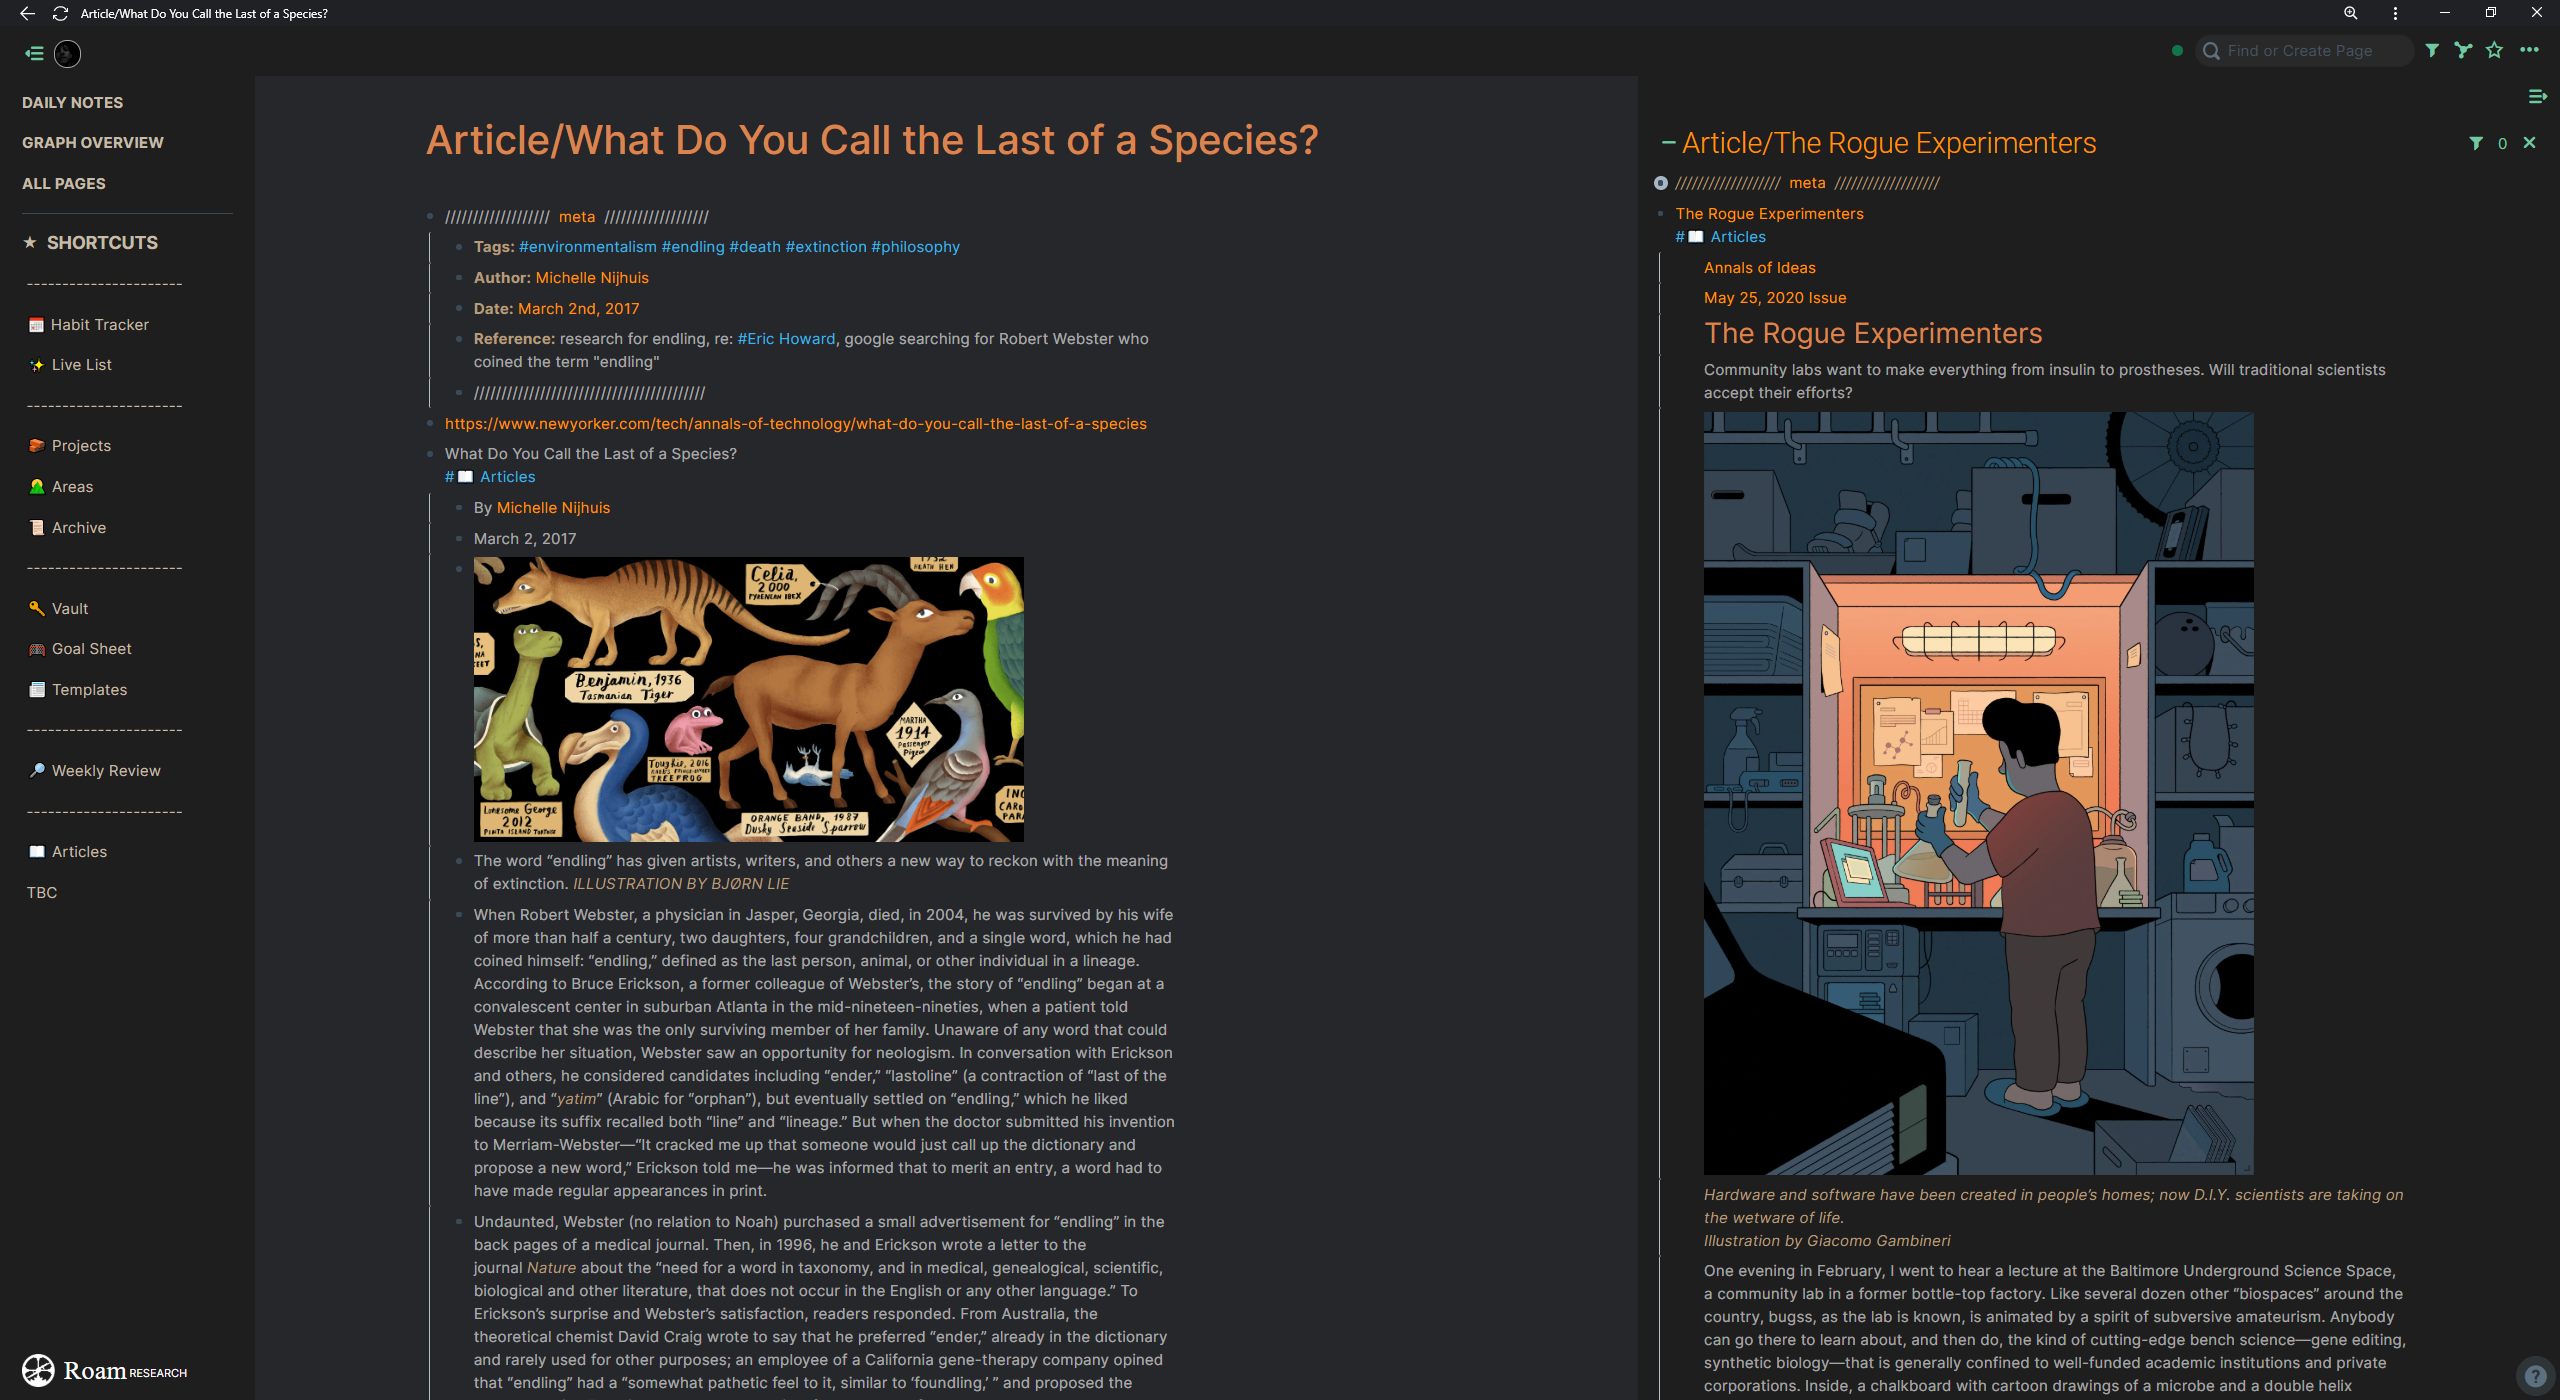 Article/What Do You Call the Last of a Species?
Find or Create Page
DAILY NOTES
GRAPH OVERVIEW
ALL PAGES
★ SHORTCUTS
----------------------
Habit Tracker
Live List
----------------------
Projects
Areas
Archive
----------------------
Vault
Goal Sheet
Templates
----------------------
Weekly Review
----------------------
Articles
TBC
Roam RESEARCH
Article/What Do You Call the Last of a Species?
/////////////////// meta ///////////////////
Tags: #environmentalism #endling #death #extinction #philosophy
Author: Michelle Nijhuis
Date: March 2nd, 2017
Reference: research for endling, re: #Eric Howard, google searching for Robert Webster who
coined the term "endling"
//////////////////////////////////////////
https://www.newyorker.com/tech/annals-of-technology/what-do-you-call-the-last-of-a-species
What Do You Call the Last of a Species?
#📖 Articles
By Michelle Nijhuis
March 2, 2017
HEATH HEN
Celia,
2000
PYRENEAN IBEX
Benjamin, 1936
Tasmanian Tiger
MARTHA
1914
Passenger
Pigeon
Toughie, 2016
TREEFROG
Lonesome George
2012
PINTA ISLAND TORTOISE
ORANGE BAND, 1987
Dusky Seaside Sparrow
The word “endling” has given artists, writers, and others a new way to reckon with the meaning
of extinction. ILLUSTRATION BY BJØRN LIE
When Robert Webster, a physician in Jasper, Georgia, died, in 2004, he was survived by his wife
of more than half a century, two daughters, four grandchildren, and a single word, which he had
coined himself: “endling,” defined as the last person, animal, or other individual in a lineage.
According to Bruce Erickson, a former colleague of Webster’s, the story of “endling” began at a
convalescent center in suburban Atlanta in the mid-nineteen-nineties, when a patient told
Webster that she was the only surviving member of her family. Unaware of any word that could
describe her situation, Webster saw an opportunity for neologism. In conversation with Erickson
and others, he considered candidates including “ender,” “lastoline” (a contraction of “last of the
line”), and “yatim” (Arabic for “orphan”), but eventually settled on “endling,” which he liked
because its suffix recalled both “line” and “lineage.” But when the doctor submitted his invention
to Merriam-Webster—“It cracked me up that someone would just call up the dictionary and
propose a new word,” Erickson told me—he was informed that to merit an entry, a word had to
have made regular appearances in print.
Undaunted, Webster (no relation to Noah) purchased a small advertisement for “endling” in the
back pages of a medical journal. Then, in 1996, he and Erickson wrote a letter to the
journal Nature about the “need for a word in taxonomy, and in medical, genealogical, scientific,
biological and other literature, that does not occur in the English or any other language.” To
Erickson’s surprise and Webster’s satisfaction, readers responded. From Australia, the
theoretical chemist David Craig wrote to say that he preferred “ender,” already in the dictionary
and rarely used for other purposes; an employee of a California gene-therapy company opined
that “endling” had a “somewhat pathetic feel to it, similar to ‘foundling,’ ” and proposed the
Article/The Rogue Experimenters
0
/////////////////// meta ///////////////////
The Rogue Experimenters
#📖 Articles
Annals of Ideas
May 25, 2020 Issue
The Rogue Experimenters
Community labs want to make everything from insulin to prostheses. Will traditional scientists
accept their efforts?
Hardware and software have been created in people’s homes; now D.I.Y. scientists are taking on
the wetware of life.
Illustration by Giacomo Gambineri
One evening in February, I went to hear a lecture at the Baltimore Underground Science Space,
a community lab in a former bottle-top factory. Like several dozen other “biospaces” around the
country, bugss, as the lab is known, is animated by a spirit of subversive amateurism. Anybody
can go there to learn about, and then do, the kind of cutting-edge bench science—gene editing,
synthetic biology—that is generally confined to well-funded academic institutions and private
corporations. Inside, a chalkboard with cartoon drawings of a microbe and a double helix
?